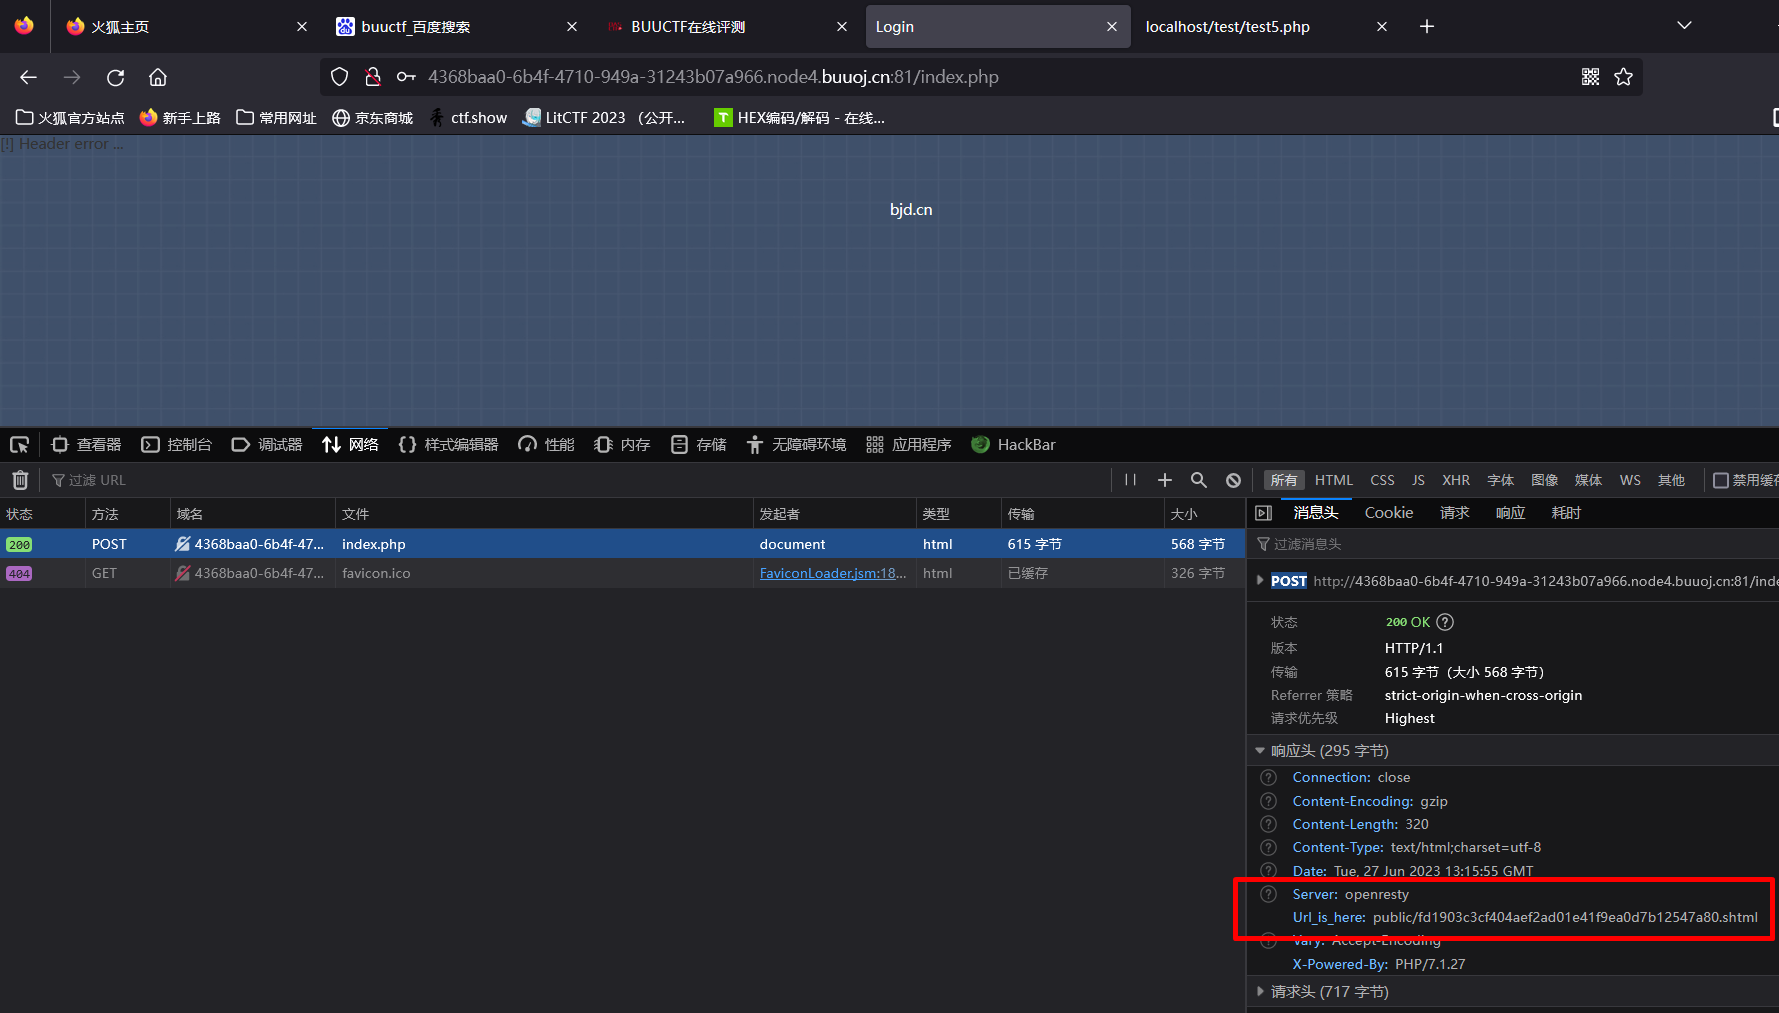 火狐主页
buuctf_百度搜索
BUUCTF在线评测
Login
localhost/test/test5.php
4368baa0-6b4f-4710-949a-31243b07a966.node4.buuoj.cn:81/index.php
火狐官方站点 新手上路 常用网址 京东商城 ctf.show LitCTF 2023 （公开... HEX编码/解码 - 在线...
[!] Header error ...
bjd.cn
查看器 控制台 调试器 网络 样式编辑器 性能 内存 存储 无障碍环境 应用程序 HackBar
过滤 URL
所有 HTML CSS JS XHR 字体 图像 媒体 WS 其他 禁用缓存
状态 方法 域名 文件 发起者 类型 传输 大小
200 POST 4368baa0-6b4f-47... index.php document html 615 字节 568 字节
404 GET 4368baa0-6b4f-47... favicon.ico FaviconLoader.jsm:18... html 已缓存 326 字节
消息头 Cookie 请求 响应 耗时
过滤消息头
POST http://4368baa0-6b4f-4710-949a-31243b07a966.node4.buuoj.cn:81/inde
状态 200 OK
版本 HTTP/1.1
传输 615 字节（大小 568 字节）
Referrer 策略 strict-origin-when-cross-origin
请求优先级 Highest
响应头 (295 字节)
Connection: close
Content-Encoding: gzip
Content-Length: 320
Content-Type: text/html;charset=utf-8
Date: Tue, 27 Jun 2023 13:15:55 GMT
Server: openresty
Url_is_here: public/fd1903c3cf404aef2ad01e41f9ea0d7b12547a80.shtml
Vary: Accept-Encoding
X-Powered-By: PHP/7.1.27
请求头 (717 字节)